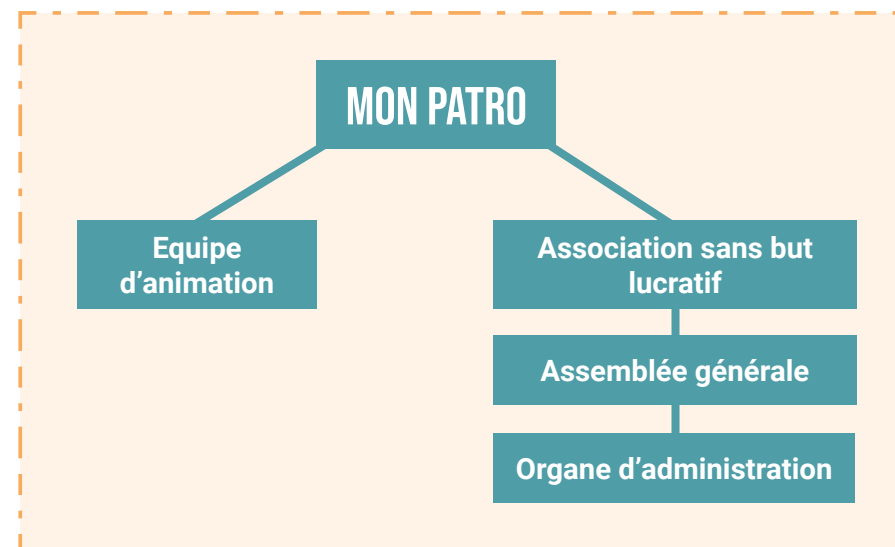 MON PATRO
Equipe
d’animation
Association sans but
lucratif
Assemblée générale
Organe d’administration